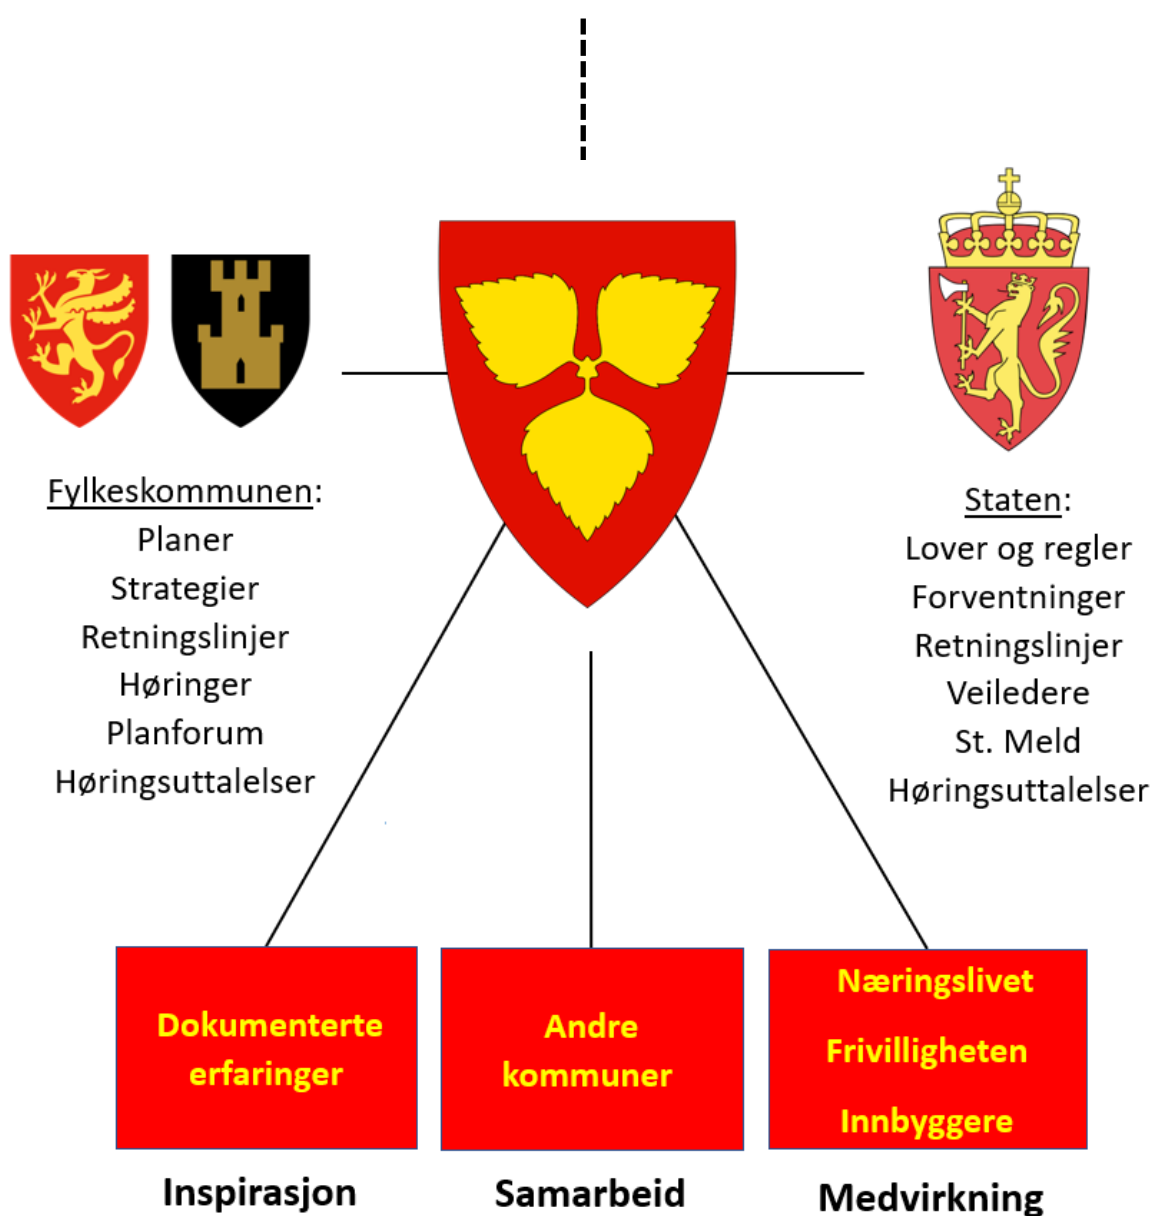 Fylkeskommunen:
Planer
Strategier
Retningslinjer
Høringer
Planforum
Høringsuttalelser
Staten:
Lover og regler
Forventninger
Retningslinjer
Veiledere
St. Meld
Høringsuttalelser
Dokumenterte
erfaringer
Inspirasjon
Andre
kommuner
Samarbeid
Næringslivet
Frivilligheten
Innbyggere
Medvirkning